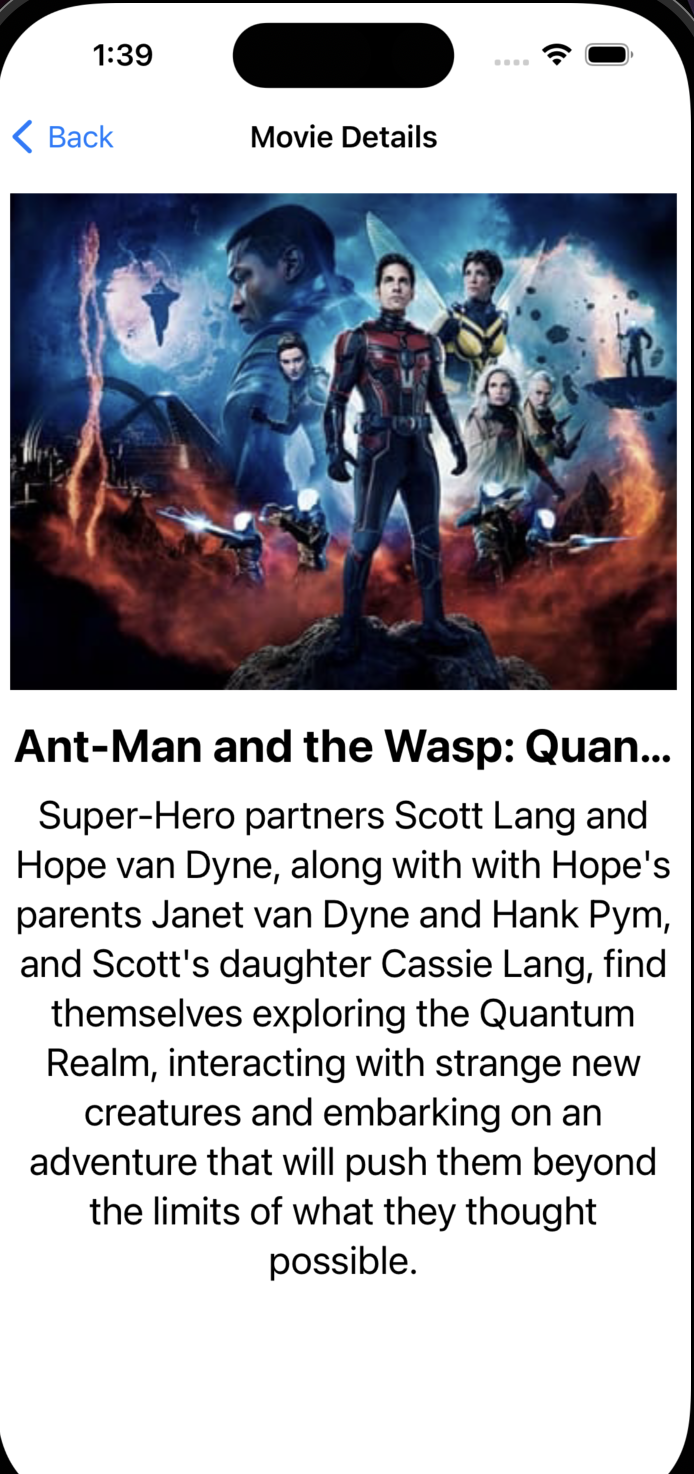 1:39
Back
Movie Details
Ant-Man and the Wasp: Quan...
Super-Hero partners Scott Lang and
Hope van Dyne, along with with Hope's
parents Janet van Dyne and Hank Pym,
and Scott's daughter Cassie Lang, find
themselves exploring the Quantum
Realm, interacting with strange new
creatures and embarking on an
adventure that will push them beyond
the limits of what they thought
possible.